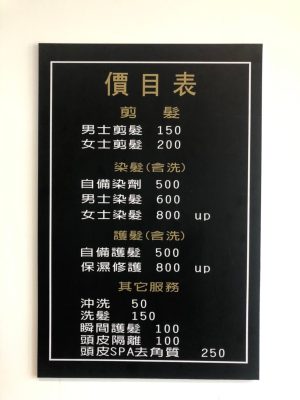 價目表
剪髮
男士剪髮 150
女士剪髮 200
染髮(含洗)
自備染劑 500
男士染髮 600
女士染髮 800 up
護髮(含洗)
自備護髮 500
保濕修護 800 up
其它服務
沖洗 50
洗髮 150
瞬間護髮 100
頭皮隔離 100
頭皮SPA去角質 250